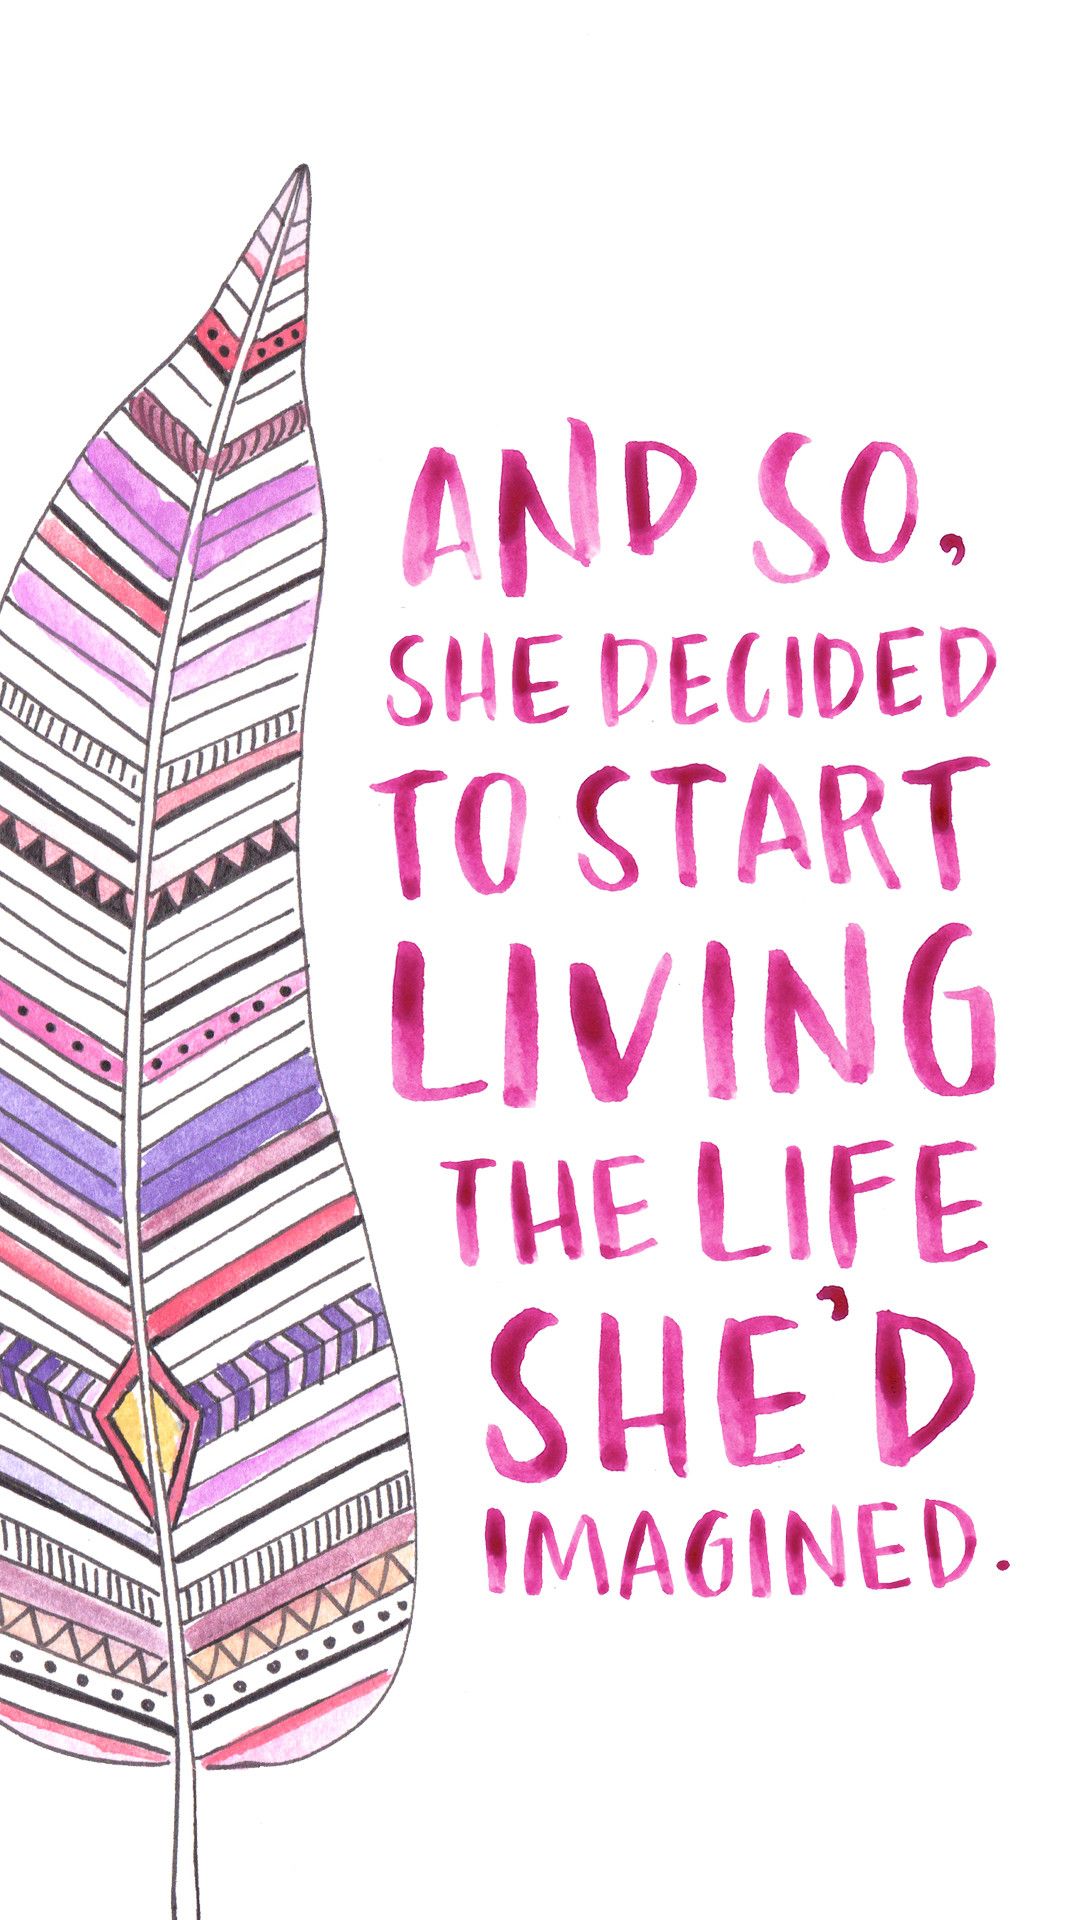 AND SO,
SHE DECIDED
TO START
LIVING
THE LIFE
SHE'D
IMAGINED.